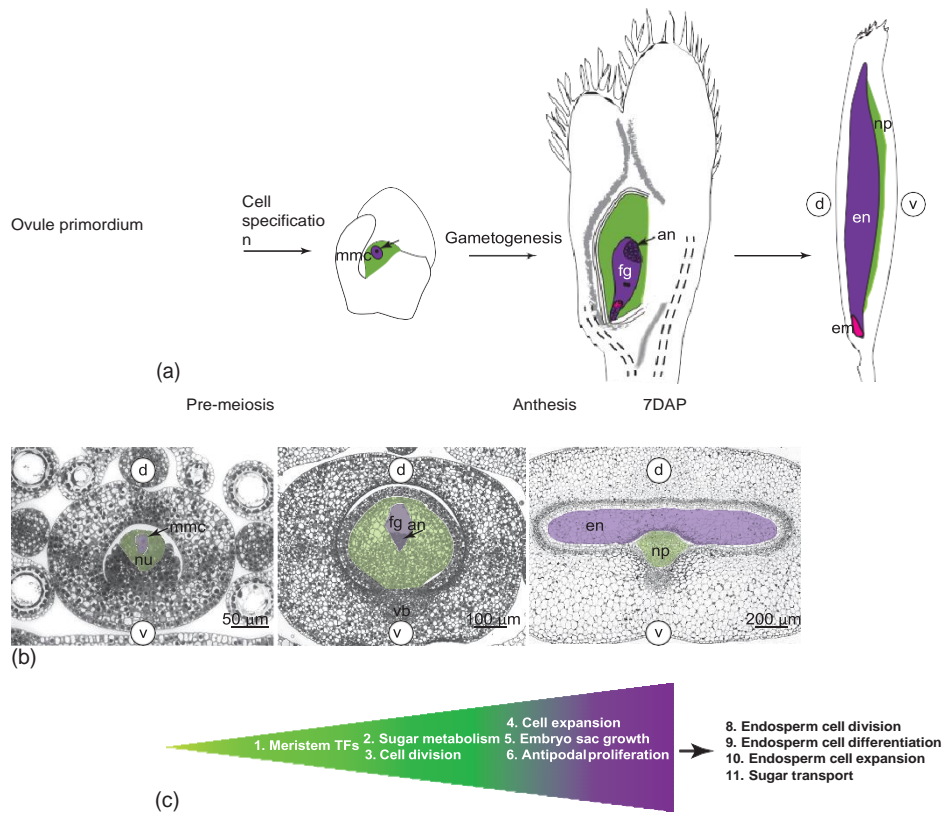 Ovule primordium
Cell
specificatio
n
mmc
Gametogenesis
an
fg
np
d
en
v
em
(a)
Pre-meiosis
Anthesis
7DAP
d
mmc
nu
v
50 μm
d
fg
an
vb
v
100 μm
d
en
np
v
200 μm
(b)
1. Meristem TFs
2. Sugar metabolism
3. Cell division
4. Cell expansion
5. Embryo sac growth
6. Antipodal proliferation
8. Endosperm cell division
9. Endosperm cell differentiation
10. Endosperm cell expansion
11. Sugar transport
(c)